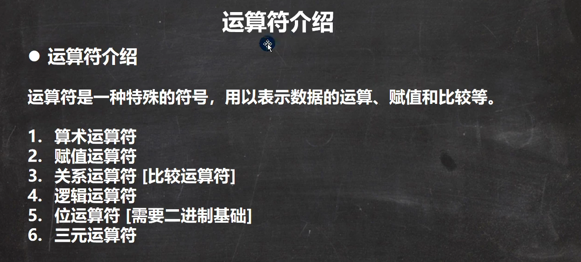 运算符介绍
● 运算符介绍
运算符是一种特殊的符号，用以表示数据的运算、赋值和比较等。
1. 算术运算符
2. 赋值运算符
3. 关系运算符 [比较运算符]
4. 逻辑运算符
5. 位运算符 [需要二进制基础]
6. 三元运算符